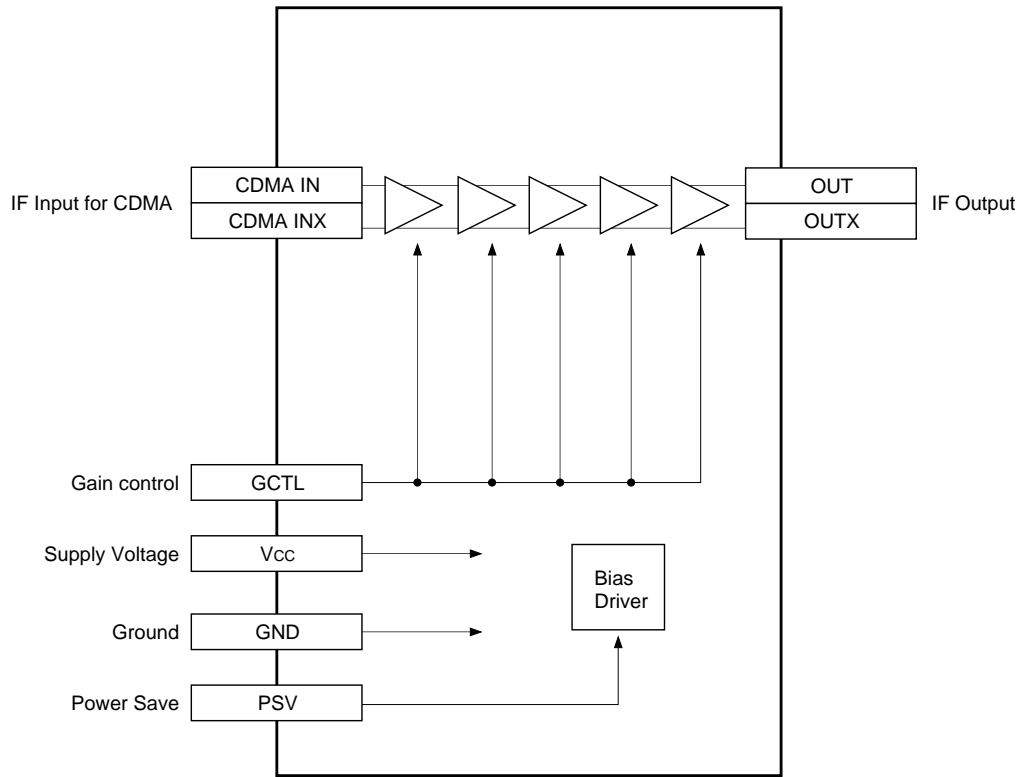 IF Input for CDMA
CDMA IN
CDMA INX
OUT
OUTX
IF Output
Gain control
GCTL
Supply Voltage
VCC
Bias
Driver
Ground
GND
Power Save
PSV